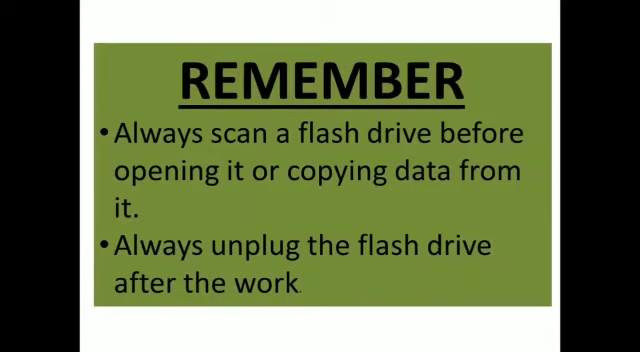 REMEMBER
•Always scan a flash drive before
opening it or copying data from
it.
•Always unplug the flash drive
after the work.